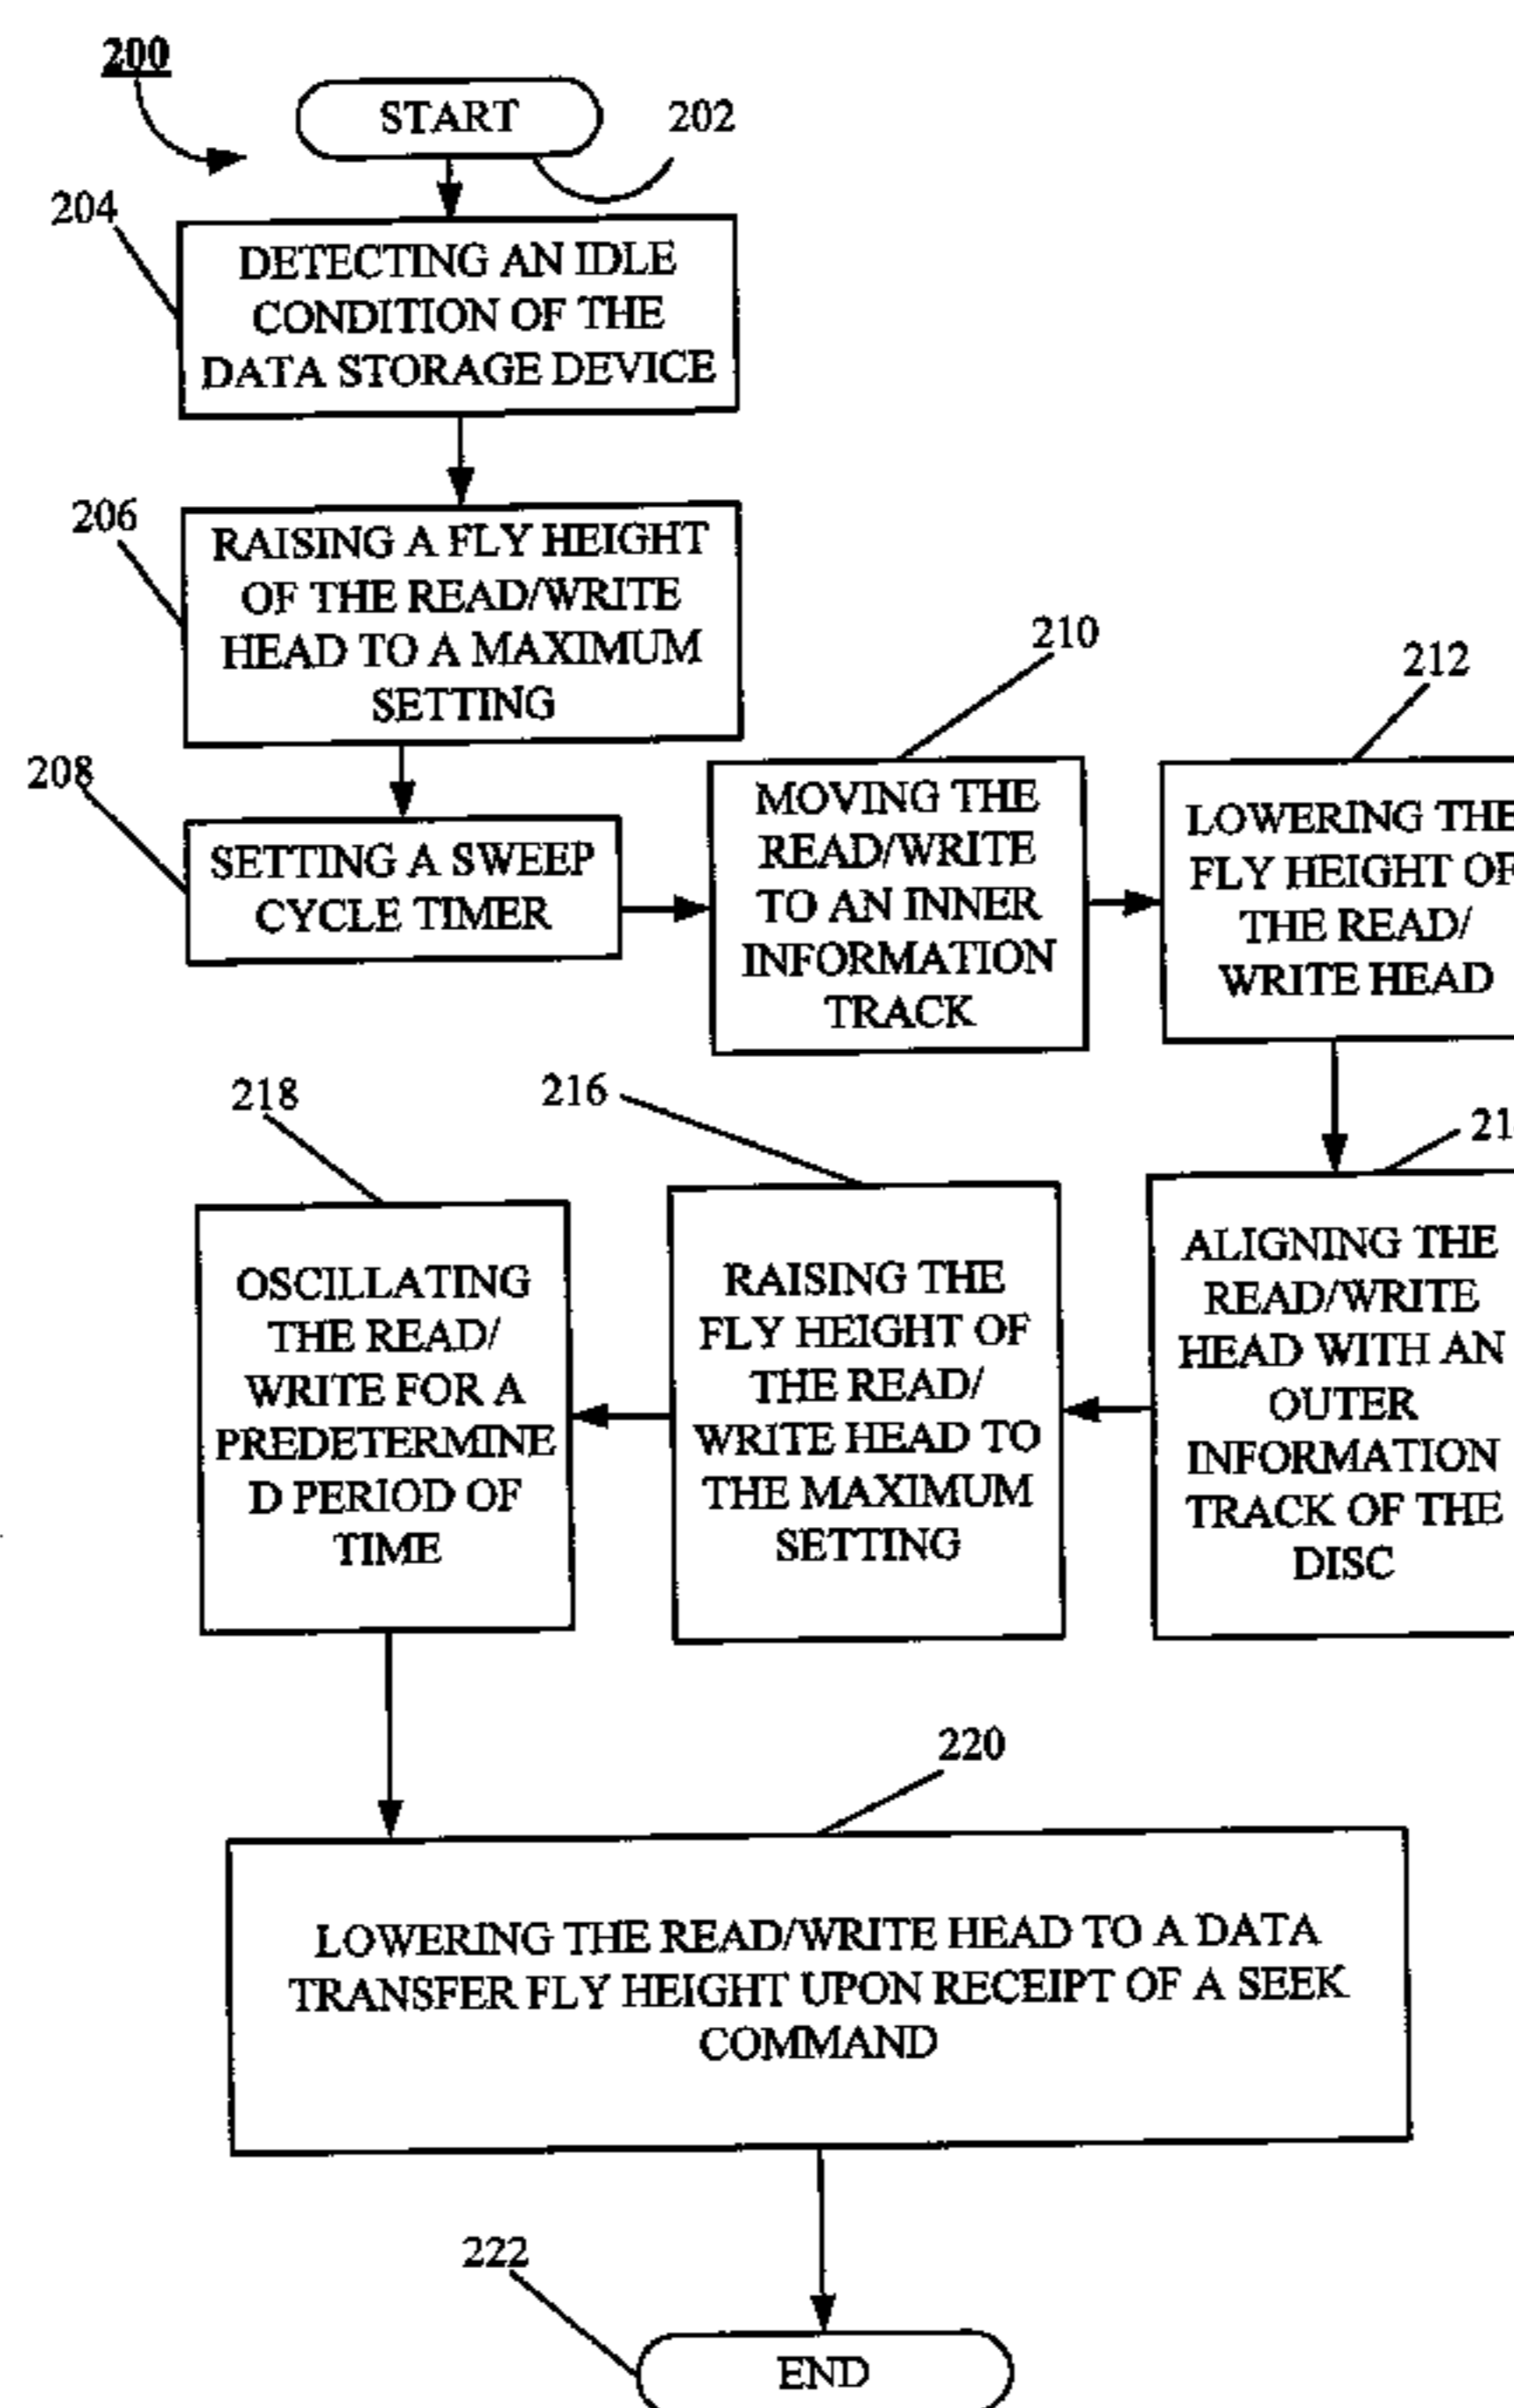 200
START
202
204
DETECTING AN IDLE
CONDITION OF THE
DATA STORAGE DEVICE
206
RAISING A FLY HEIGHT
OF THE READ/WRITE
HEAD TO A MAXIMUM
SETTING
208
SETTING A SWEEP
CYCLE TIMER
210
MOVING THE
READ/WRITE
TO AN INNER
INFORMATION
TRACK
212
LOWERING THE
FLY HEIGHT OF
THE READ/
WRITE HEAD
ALIGNING THE
READ/WRITE
HEAD WITH AN
OUTER
INFORMATION
TRACK OF THE
DISC
216
RAISING THE
FLY HEIGHT OF
THE READ/
WRITE HEAD TO
THE MAXIMUM
SETTING
218
OSCILLATING
THE READ/
WRITE FOR A
PREDETERMINE
D PERIOD OF
TIME
220
LOWERING THE READ/WRITE HEAD TO A DATA
TRANSFER FLY HEIGHT UPON RECEIPT OF A SEEK
COMMAND
222
END